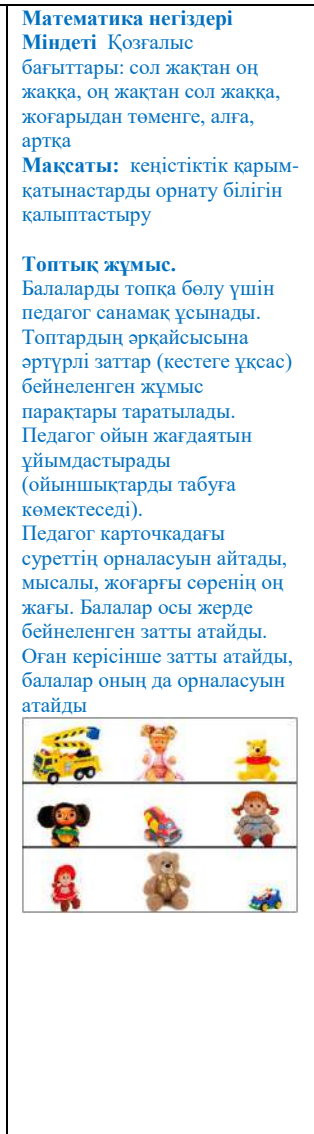 Математика негіздері
Міндеті  Қозғалыс
бағыттары: сол жақтан оң
жаққа, оң жақтан сол жаққа,
жоғарыдан төменге, алға,
артқа
Мақсаты:  кеңістіктік қарым-
қатынастарды орнату білігін
қалыптастыру
Топтық жұмыс.
Балаларды топқа бөлу үшін
педагог санамақ ұсынады.
Топтардың әрқайсысына
әртүрлі заттар (кестеге ұқсас)
бейнеленген жұмыс
парақтары таратылады.
Педагог ойын жағдаятын
ұйымдастырады
(ойыншықтарды табуға
көмектеседі).
Педагог карточкадағы
суреттің орналасуын айтады,
мысалы, жоғарғы сөренің оң
жағы. Балалар осы жерде
бейнеленген затты атайды.
Оған керісінше затты атайды,
балалар оның да орналасуын
атайды